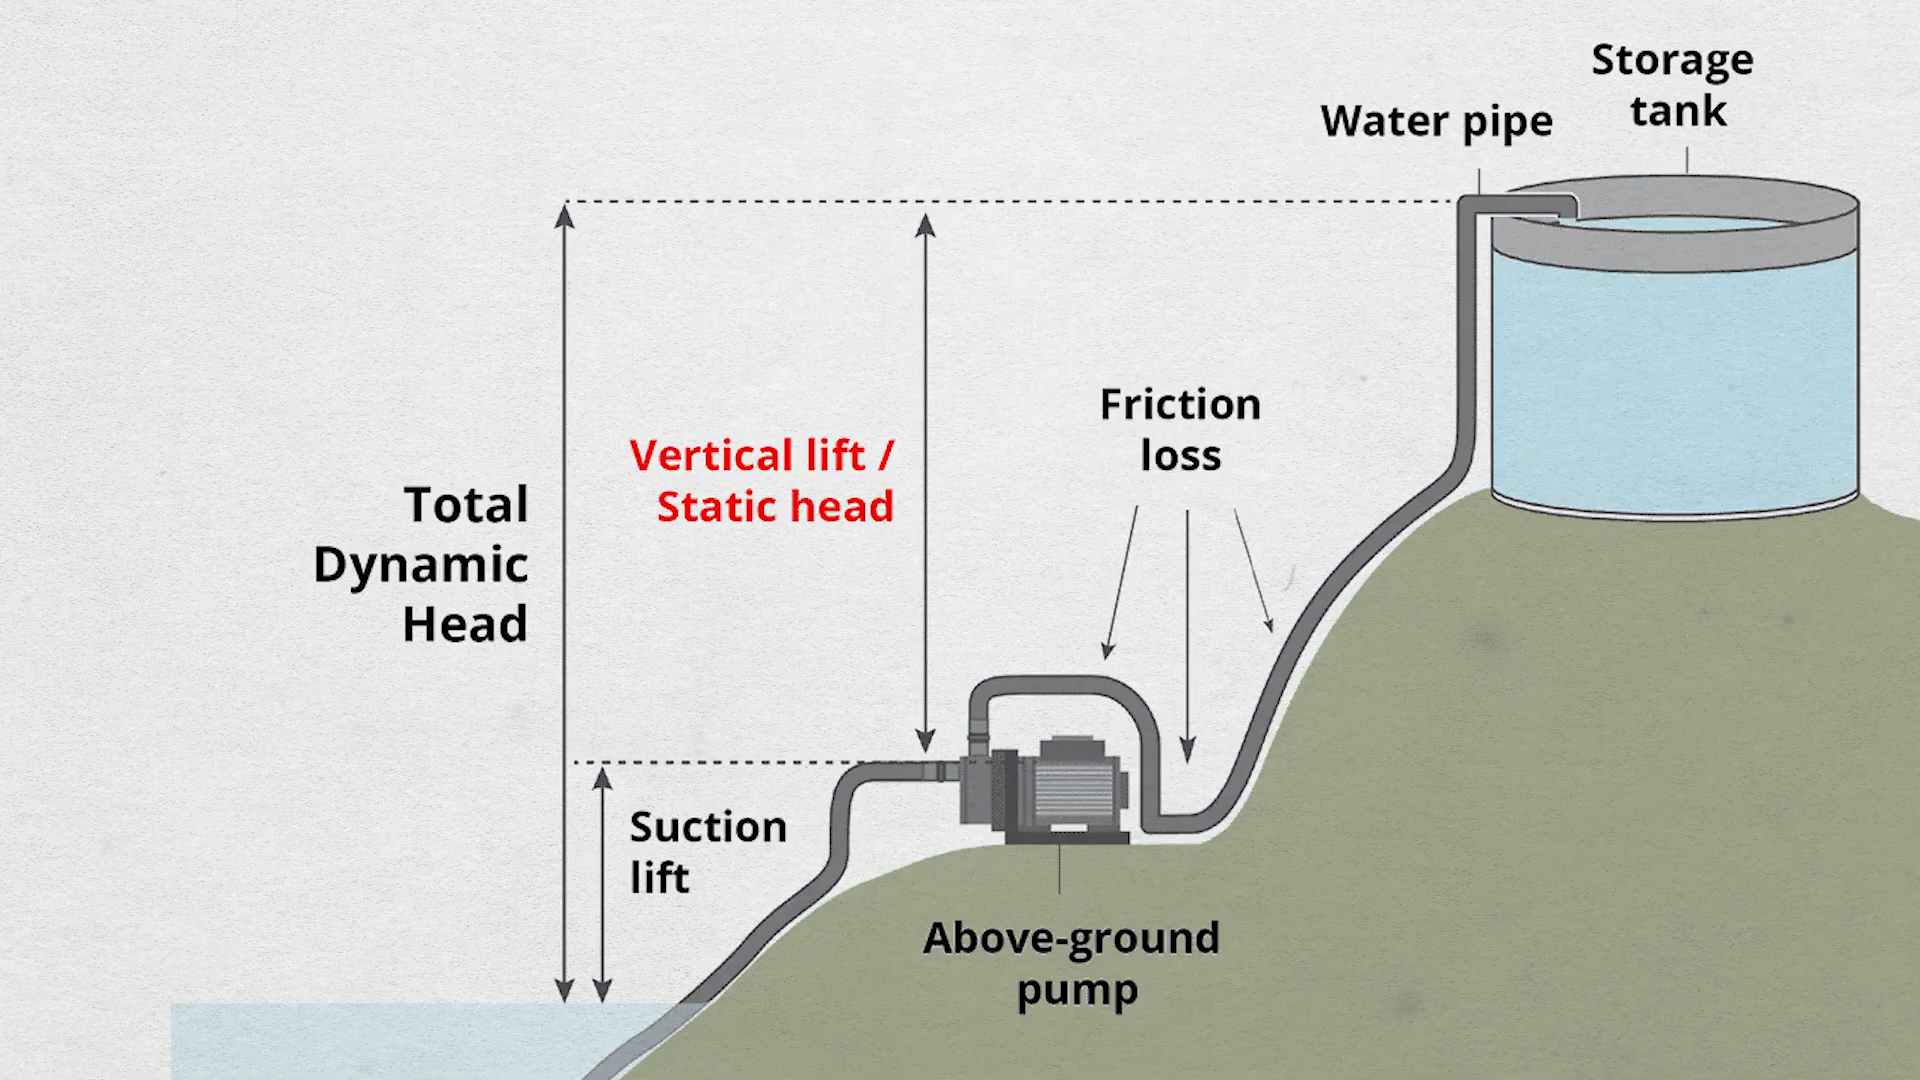 Storage
tank
Water pipe
Friction
loss
Vertical lift /
Static head
Total
Dynamic
Head
Suction
lift
Above-ground
pump